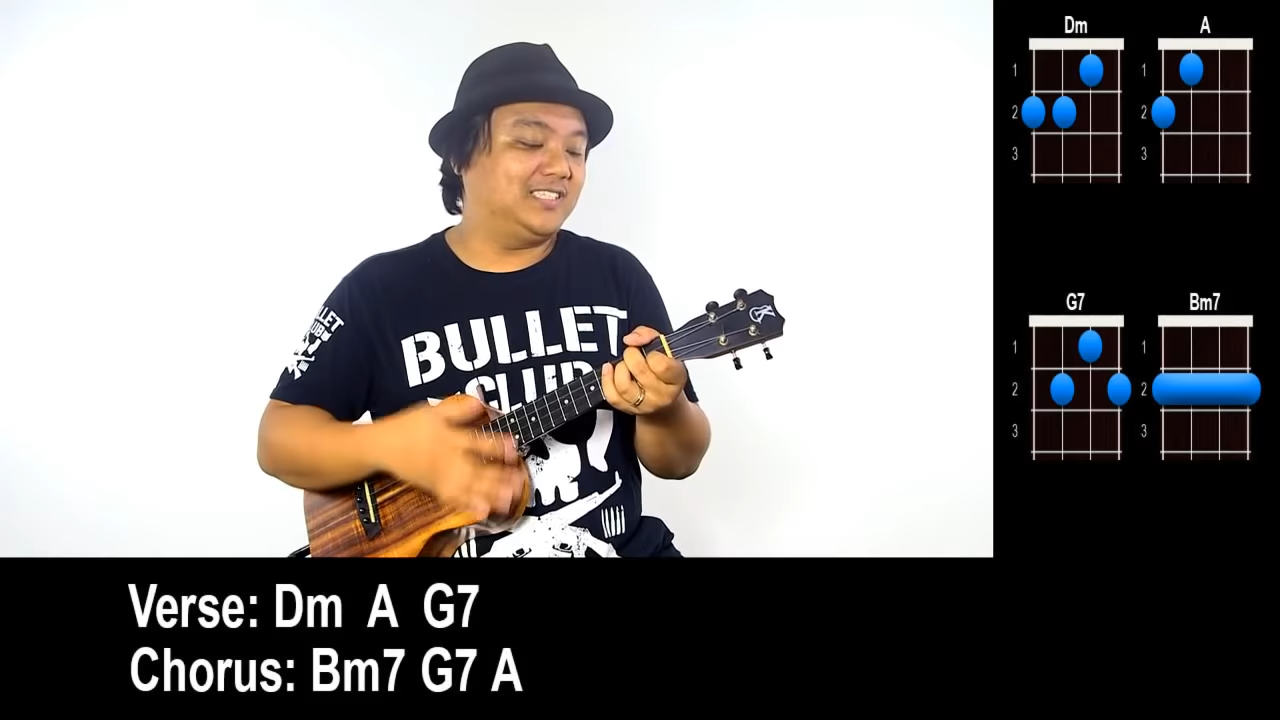 Dm A
1 1
2 2
3 3
G7 Bm7
1 1
2 2
3 3
BULLET
CLUB
Verse: Dm A G7
Chorus: Bm7 G7 A